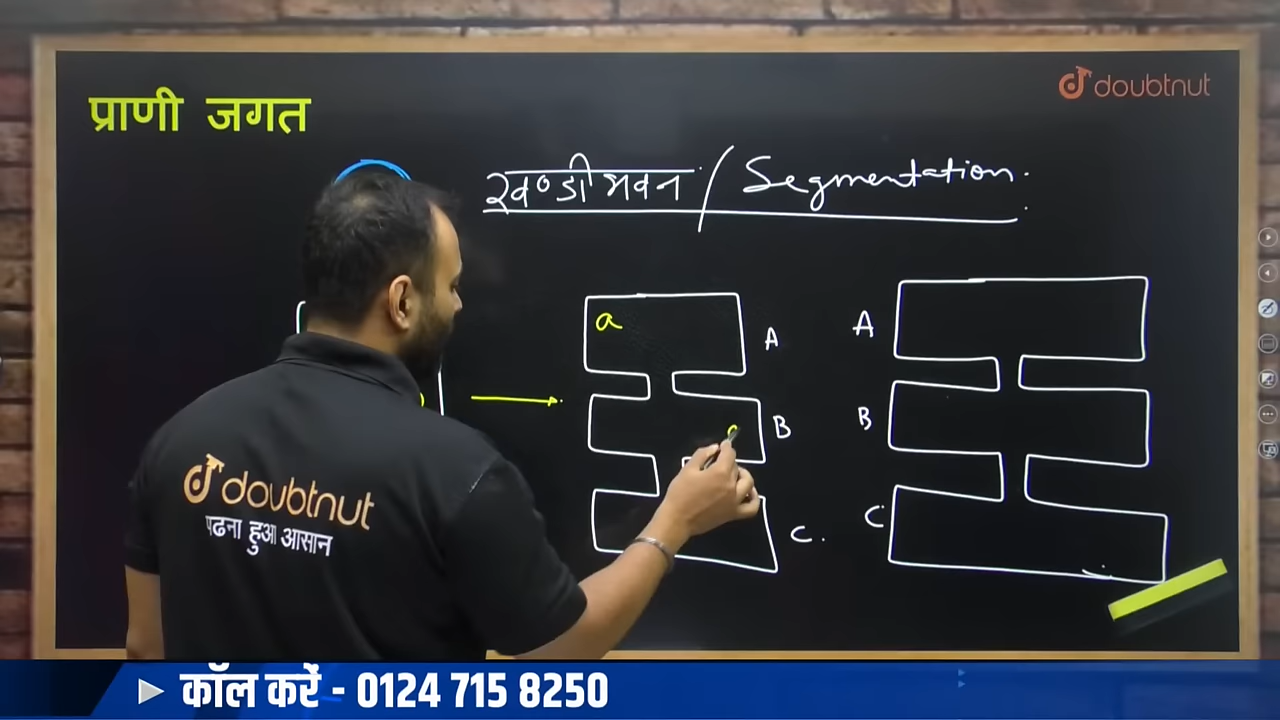 प्राणी जगत
doubtnut
खण्डीभवन / Segmentation.
a
A
A
B
B
C.
C
doubtnut
पढना हुआ आसान
कॉल करें - 0124 715 8250